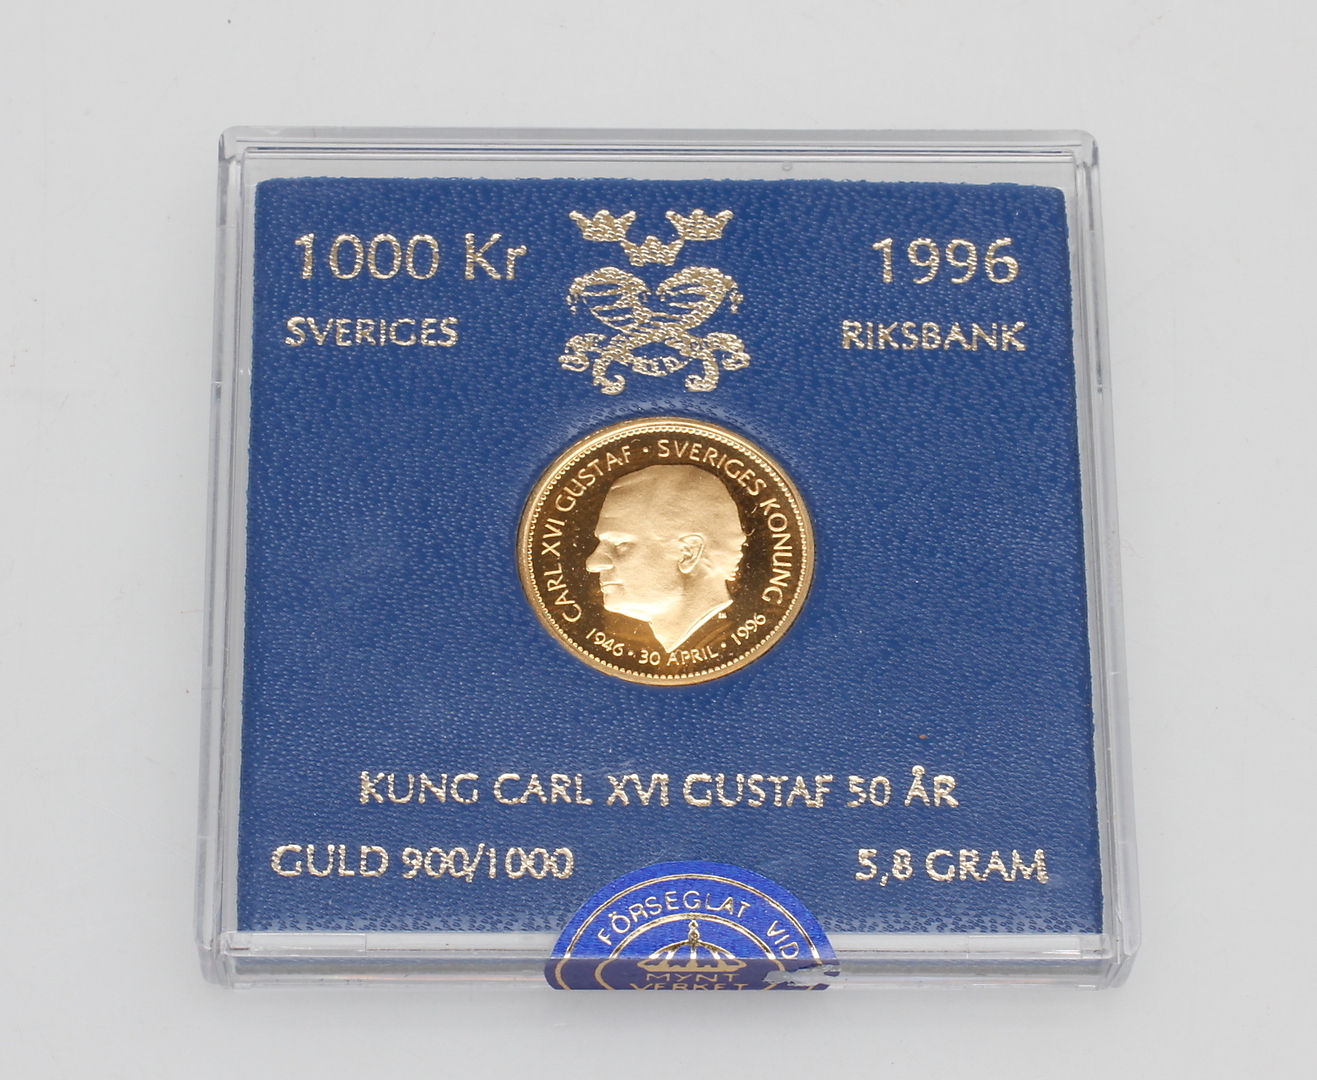 1000 Kr
1996
SVERIGES
RIKSBANK
CARL XVI GUSTAF · SVERIGES KONUNG
1946 · 30 APRIL · 1996
KUNG CARL XVI GUSTAF 50 ÅR
GULD 900/1000
5,8 GRAM
FÖRSEGLAT VID
MYNT
VERKET